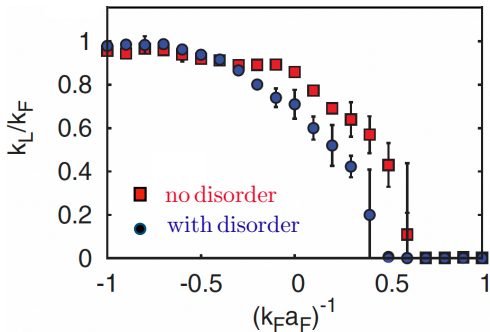 1
0.8
0.6
0.4
0.2
0
k_L/k_F
no disorder
with disorder
-1 -0.5 0 0.5 1
(k_Fa_F)^{-1}